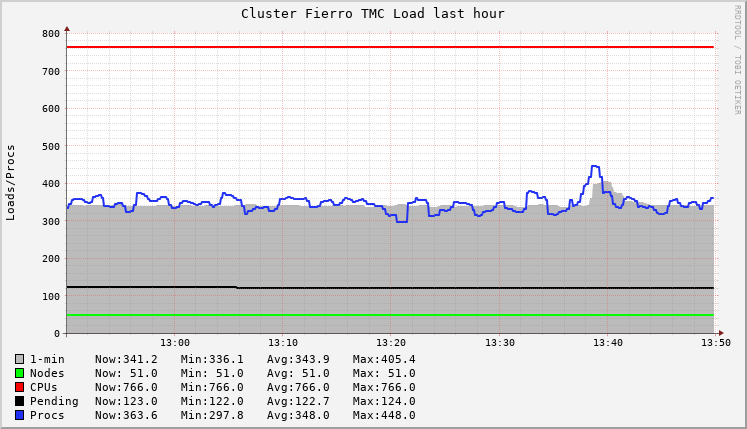 Cluster Fierro TMC Load last hour
RRDTOOL / TOBI OETIKER
Loads/Procs
800
700
600
500
400
300
200
100
0
13:00 13:10 13:20 13:30 13:40 13:50
1-min Now:341.2 Min:336.1 Avg:343.9 Max:405.4
Nodes Now: 51.0 Min: 51.0 Avg: 51.0 Max: 51.0
CPUs Now:766.0 Min:766.0 Avg:766.0 Max:766.0
Pending Now:123.0 Min:122.0 Avg:122.7 Max:124.0
Procs Now:363.6 Min:297.8 Avg:348.0 Max:448.0